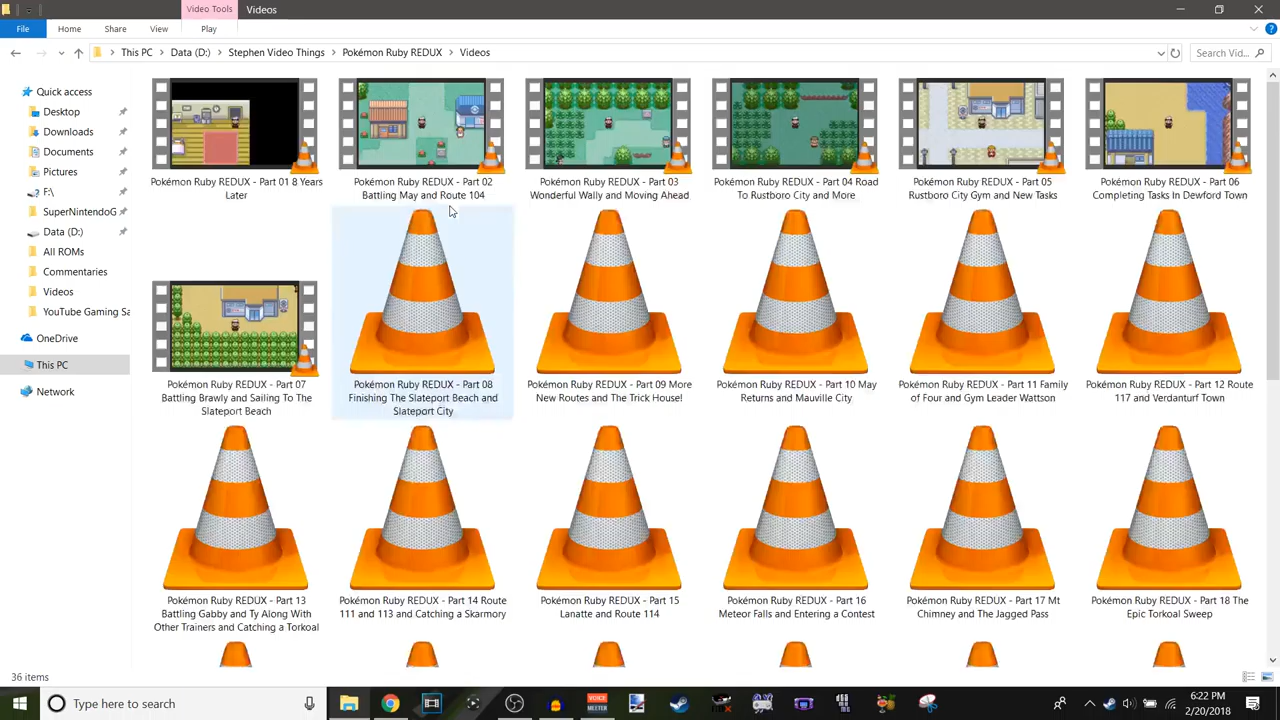 Video Tools
Videos
File
Home
Share
View
Play
This PC
Data (D:)
Stephen Video Things
Pokémon Ruby REDUX
Videos
Search Vid...
Quick access
Desktop
Downloads
Documents
Pictures
F:\
SuperNintendoG
Data (D:)
All ROMs
Commentaries
Videos
YouTube Gaming Sa
OneDrive
This PC
Network
Pokémon Ruby REDUX - Part 01 8 Years
Later
Pokémon Ruby REDUX - Part 02
Battling May and Route 104
Pokémon Ruby REDUX - Part 03
Wonderful Wally and Moving Ahead
Pokémon Ruby REDUX - Part 04 Road
To Rustboro City and More
Pokémon Ruby REDUX - Part 05
Rustboro City Gym and New Tasks
Pokémon Ruby REDUX - Part 06
Completing Tasks In Dewford Town
Pokémon Ruby REDUX - Part 07
Battling Brawly and Sailing To The
Slateport Beach
Pokémon Ruby REDUX - Part 08
Finishing The Slateport Beach and
Slateport City
Pokémon Ruby REDUX - Part 09 More
New Routes and The Trick House!
Pokémon Ruby REDUX - Part 10 May
Returns and Mauville City
Pokémon Ruby REDUX - Part 11 Family
of Four and Gym Leader Wattson
Pokémon Ruby REDUX - Part 12 Route
117 and Verdanturf Town
Pokémon Ruby REDUX - Part 13
Battling Gabby and Ty Along With
Other Trainers and Catching a Torkoal
Pokémon Ruby REDUX - Part 14 Route
111 and 113 and Catching a Skarmory
Pokémon Ruby REDUX - Part 15
Lanatte and Route 114
Pokémon Ruby REDUX - Part 16
Meteor Falls and Entering a Contest
Pokémon Ruby REDUX - Part 17 Mt
Chimney and The Jagged Pass
Pokémon Ruby REDUX - Part 18 The
Epic Torkoal Sweep
36 items
Type here to search
VOICE
MEETER
6:22 PM
2/20/2018